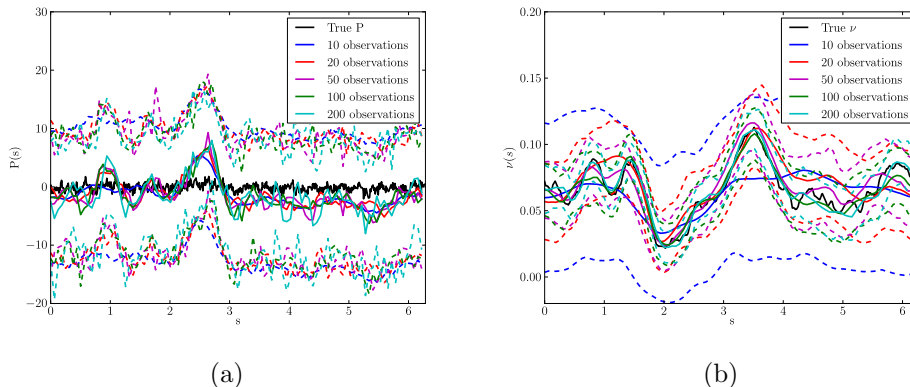 30
20
10
0
−10
−20
0
1
2
3
4
5
6
P(s)
s
True P
10 observations
20 observations
50 observations
100 observations
200 observations
(a)
0.20
0.15
0.10
0.05
0.00
0
1
2
3
4
5
6
ν(s)
s
True ν
10 observations
20 observations
50 observations
100 observations
200 observations
(b)